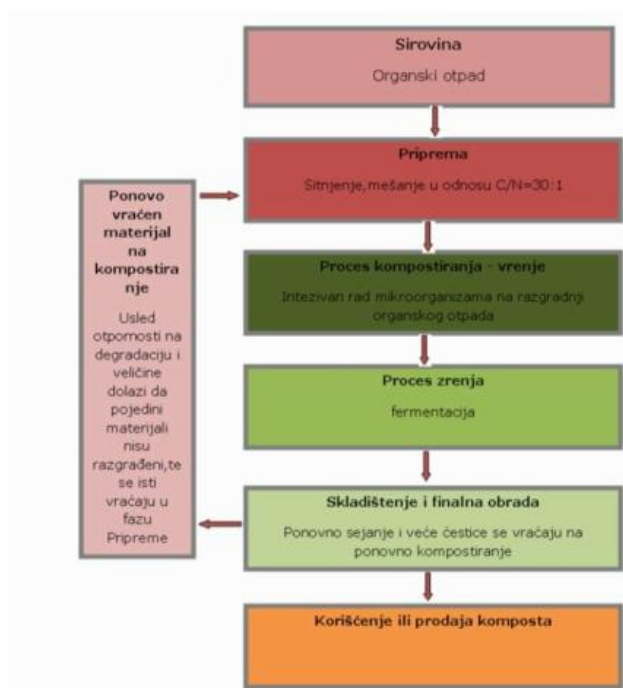 Sirovina
Organski otpad
Priprema
Sitnjenje,mešanje u odnosu C/N=30:1
Ponovo
vraćen
materijal
na
kompostira
nje
Usled
otpornosti na
degradaciju i
veličine
dolazi da
pojedini
materijali
nisu
razgrađeni,te
se isti
vraćaju u
fazu
Pripreme
Proces kompostiranja - vrenje
Intezivan rad mikroorganizama na razgradnji
organskog otpada
Proces zrenja
fermentacija
Skladištenje i finalna obrada
Ponovno sejanje i veće čestice se vraćaju na
ponovno kompostiranje
Korišćenje ili prodaja komposta